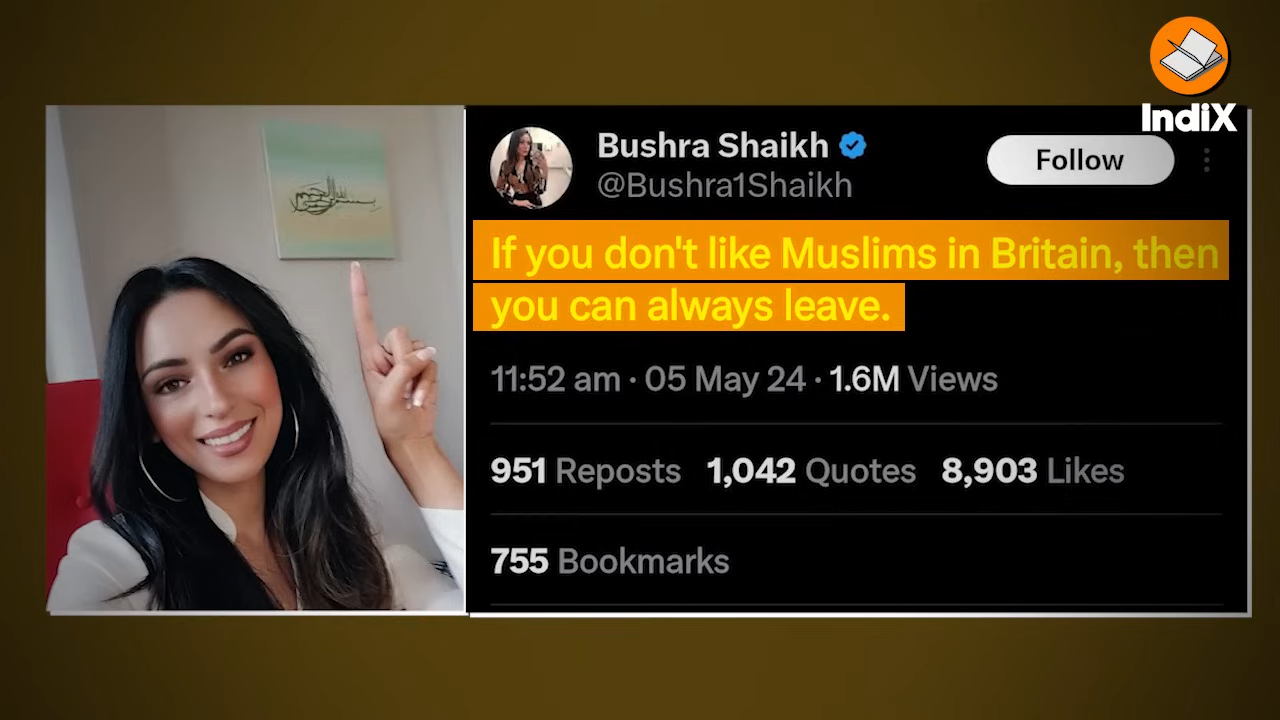 IndiX
Bushra Shaikh
@Bushra1Shaikh
Follow
If you don't like Muslims in Britain, then
you can always leave.
11:52 am · 05 May 24 · 1.6M Views
951 Reposts 1,042 Quotes 8,903 Likes
755 Bookmarks